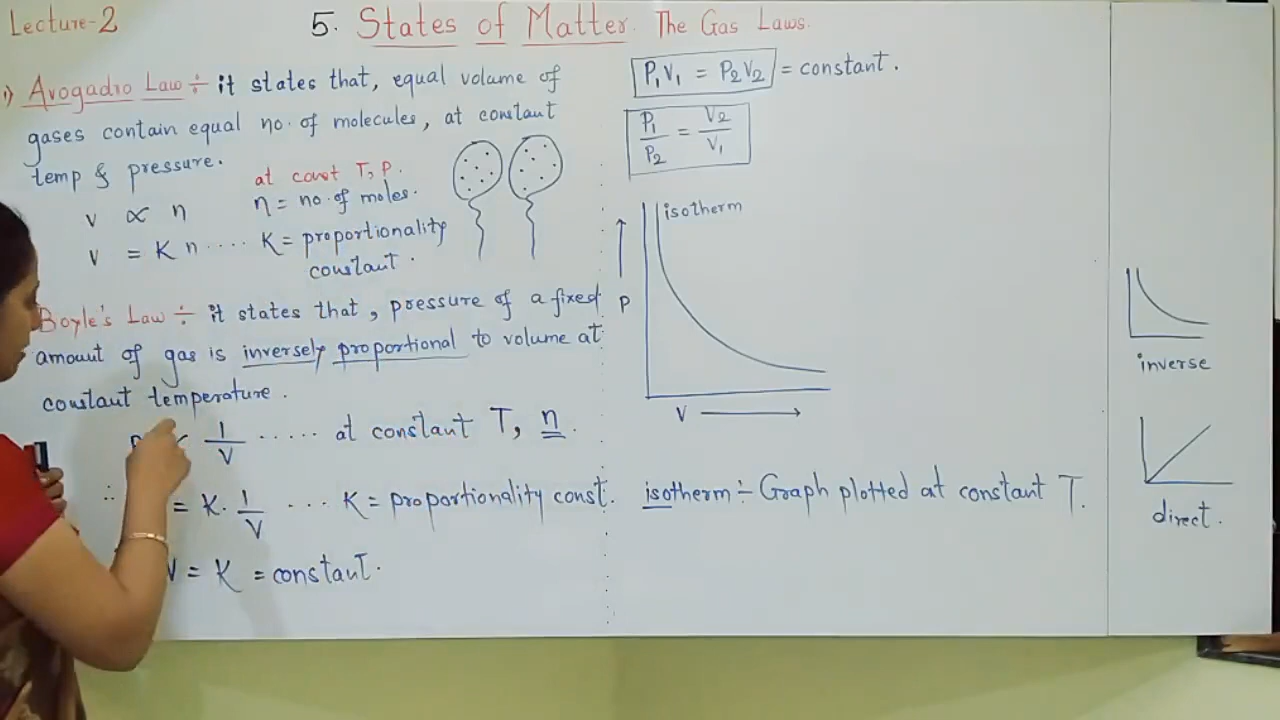 Lecture-2
5. States of Matter. The Gas Laws.
1) Avogadro Law ÷ it states that, equal volume of
gases contain equal no. of molecules, at constant
temp & pressure.
at const T, P.
v ∝ n
n = no. of moles.
v = K n .... K = proportionality
constant.
Boyle's Law ÷ it states that, pressure of a fixed
amount of gas is inversely proportional to volume at
constant temperature.
1/V ..... at constant T, n.
∴ = K. 1/V ... K = proportionality const.
V = K = constant.
P₁V₁ = P₂V₂ = constant.
P₁/P₂ = V₂/V₁
isotherm
P
V
isotherm ÷ Graph plotted at constant T.
inverse
direct.